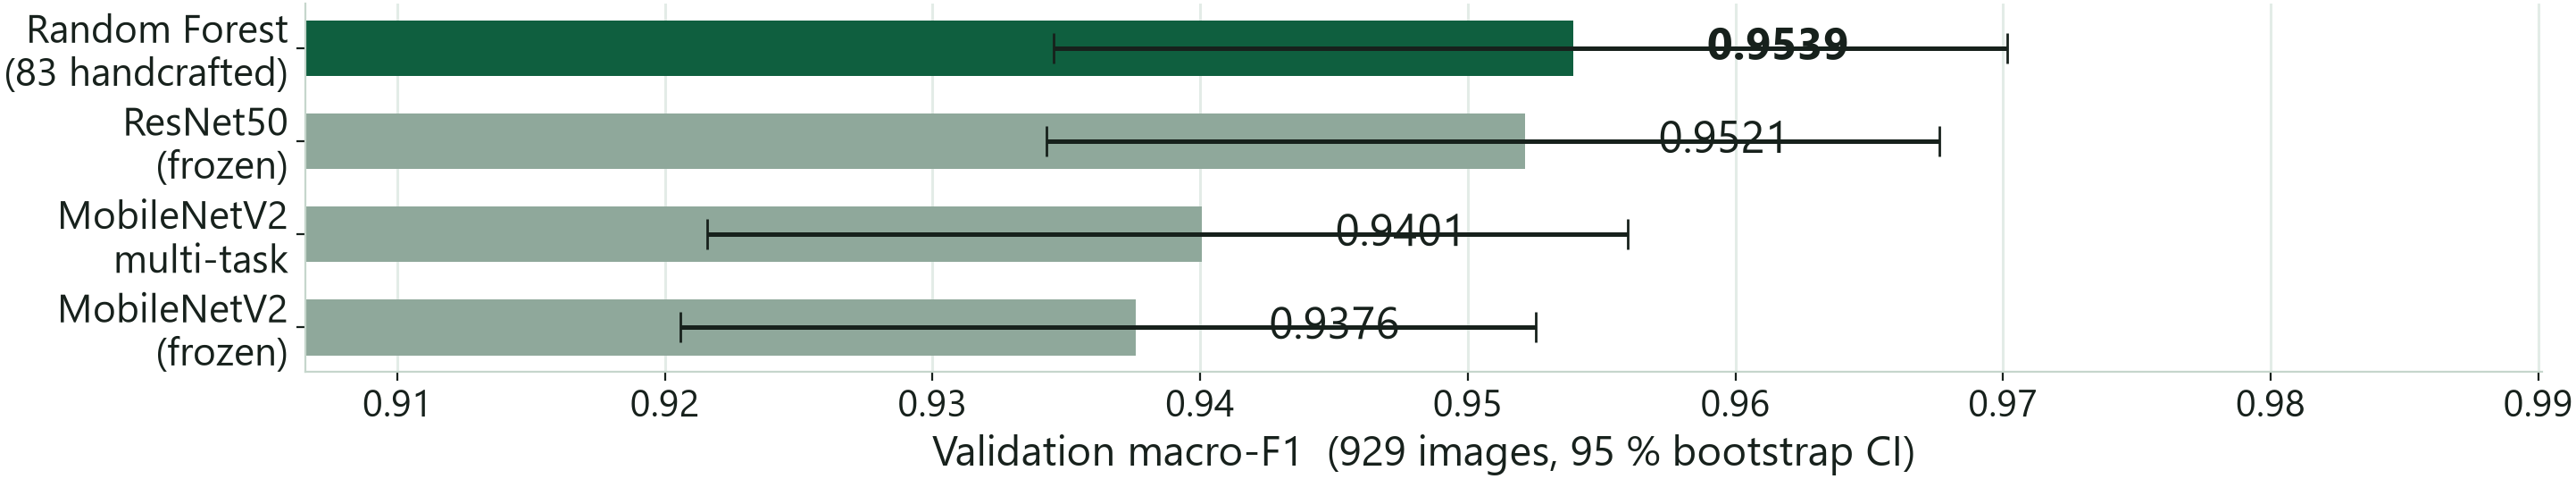 Random Forest
(83 handcrafted)
0.9539
ResNet50
(frozen)
0.9521
MobileNetV2
multi-task
0.9401
MobileNetV2
(frozen)
0.9376
0.91 0.92 0.93 0.94 0.95 0.96 0.97 0.98 0.99
Validation macro-F1 (929 images, 95 % bootstrap CI)